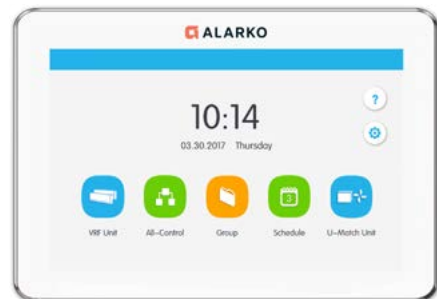 ALARKO
?
10:14
03.30.2017 Thursday
3
VRF Unit All-Control Group Schedule U-Match Unit